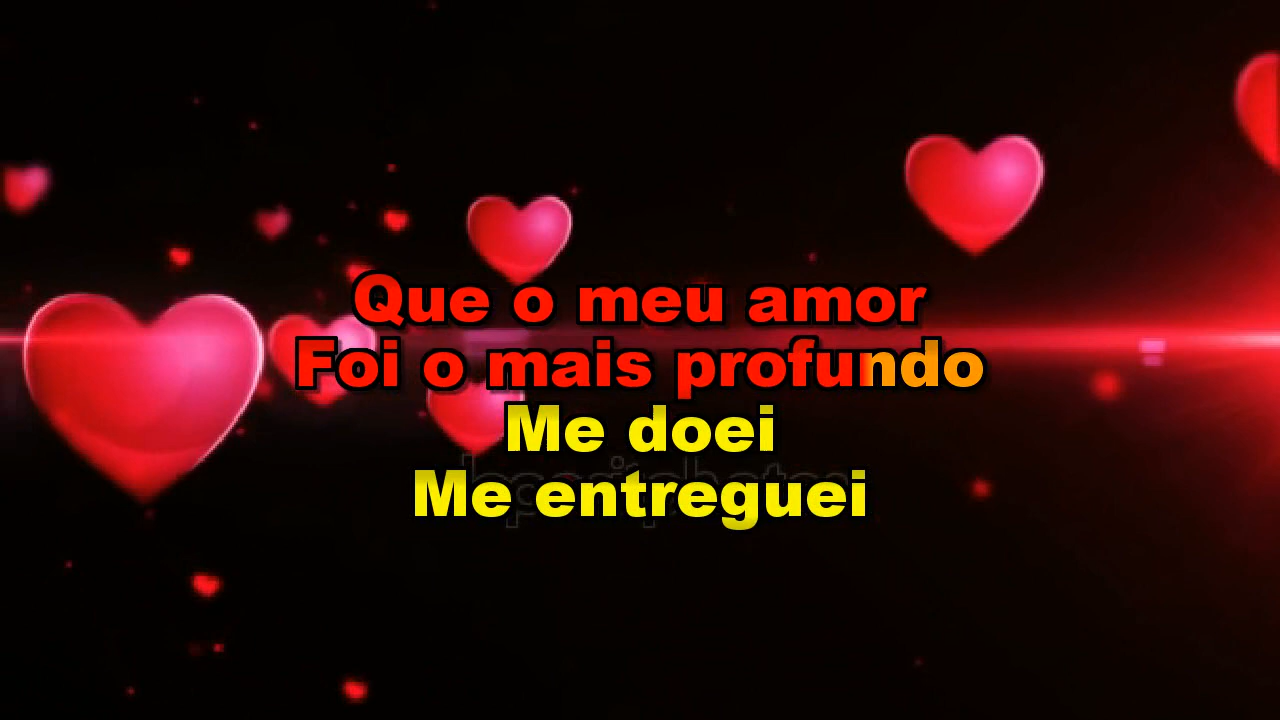 Que o meu amor
Foi o mais profundo
Me doei
Me entreguei